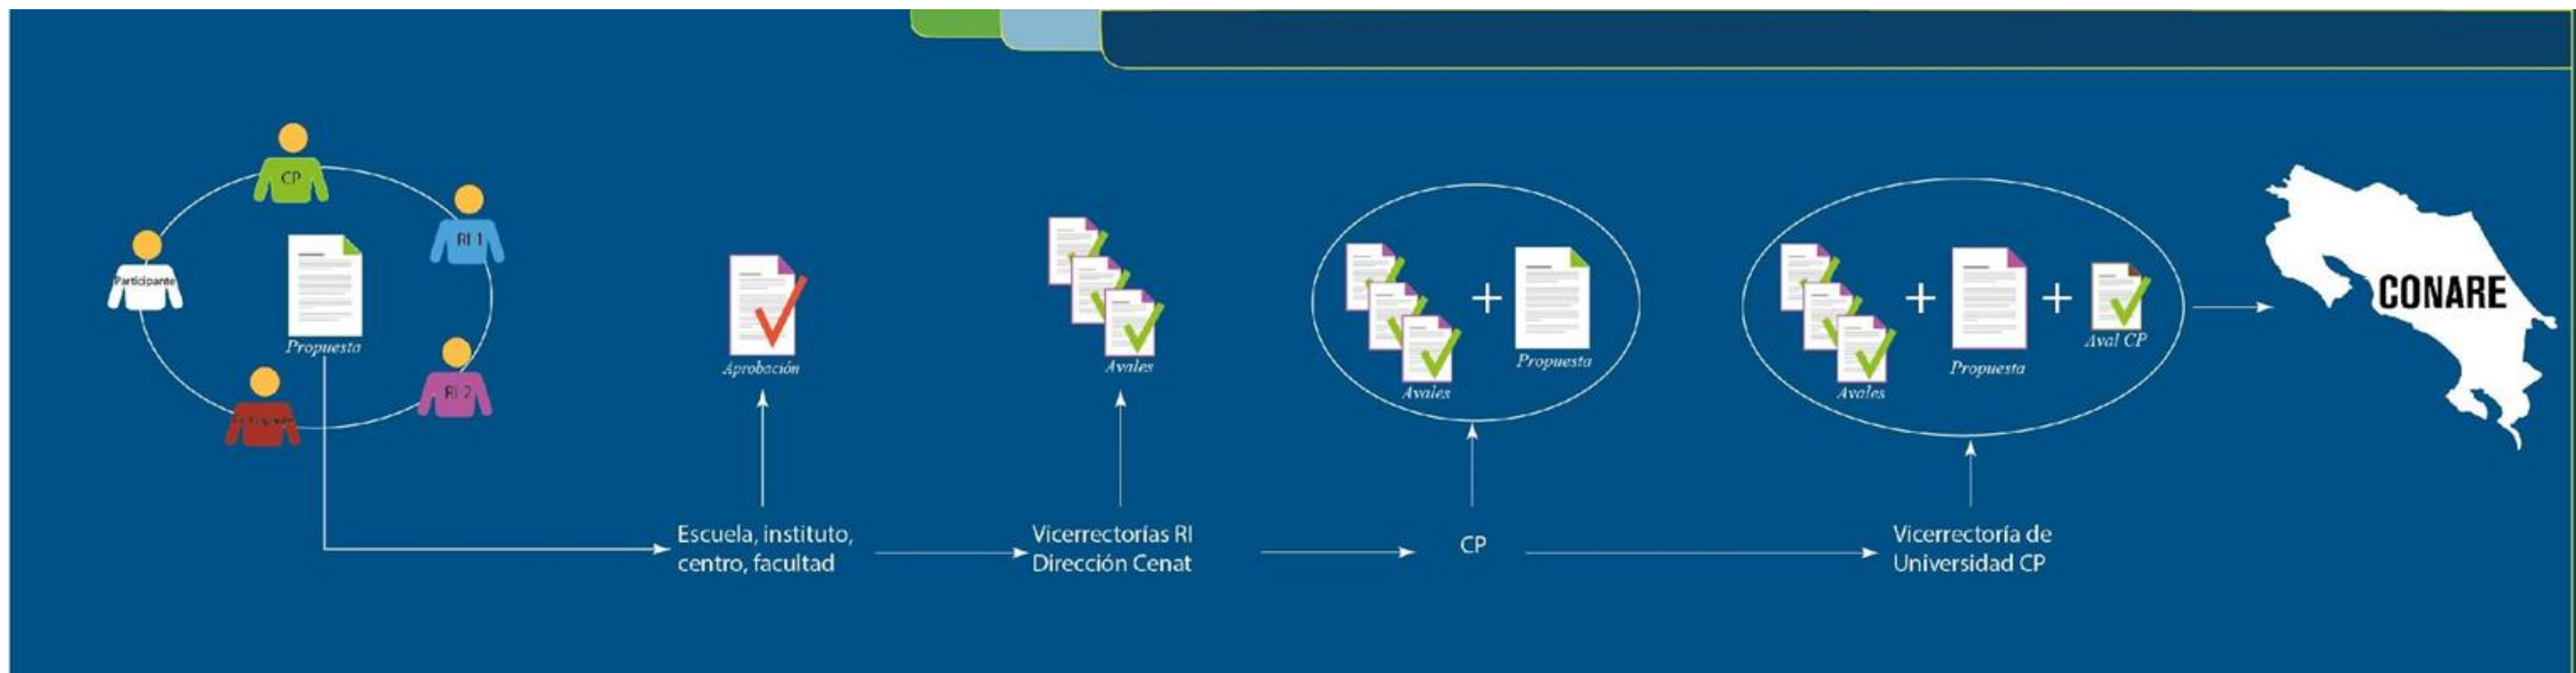 CP
RI 1
Participante
Propuesta
RI 2
Aprobación
Avales
Avales
+
Propuesta
Avales
+
Propuesta
+
Aval CP
CONARE
Escuela, instituto,
centro, facultad
Vicerrectorías RI
Dirección Cenat
CP
Vicerrectoría de
Universidad CP